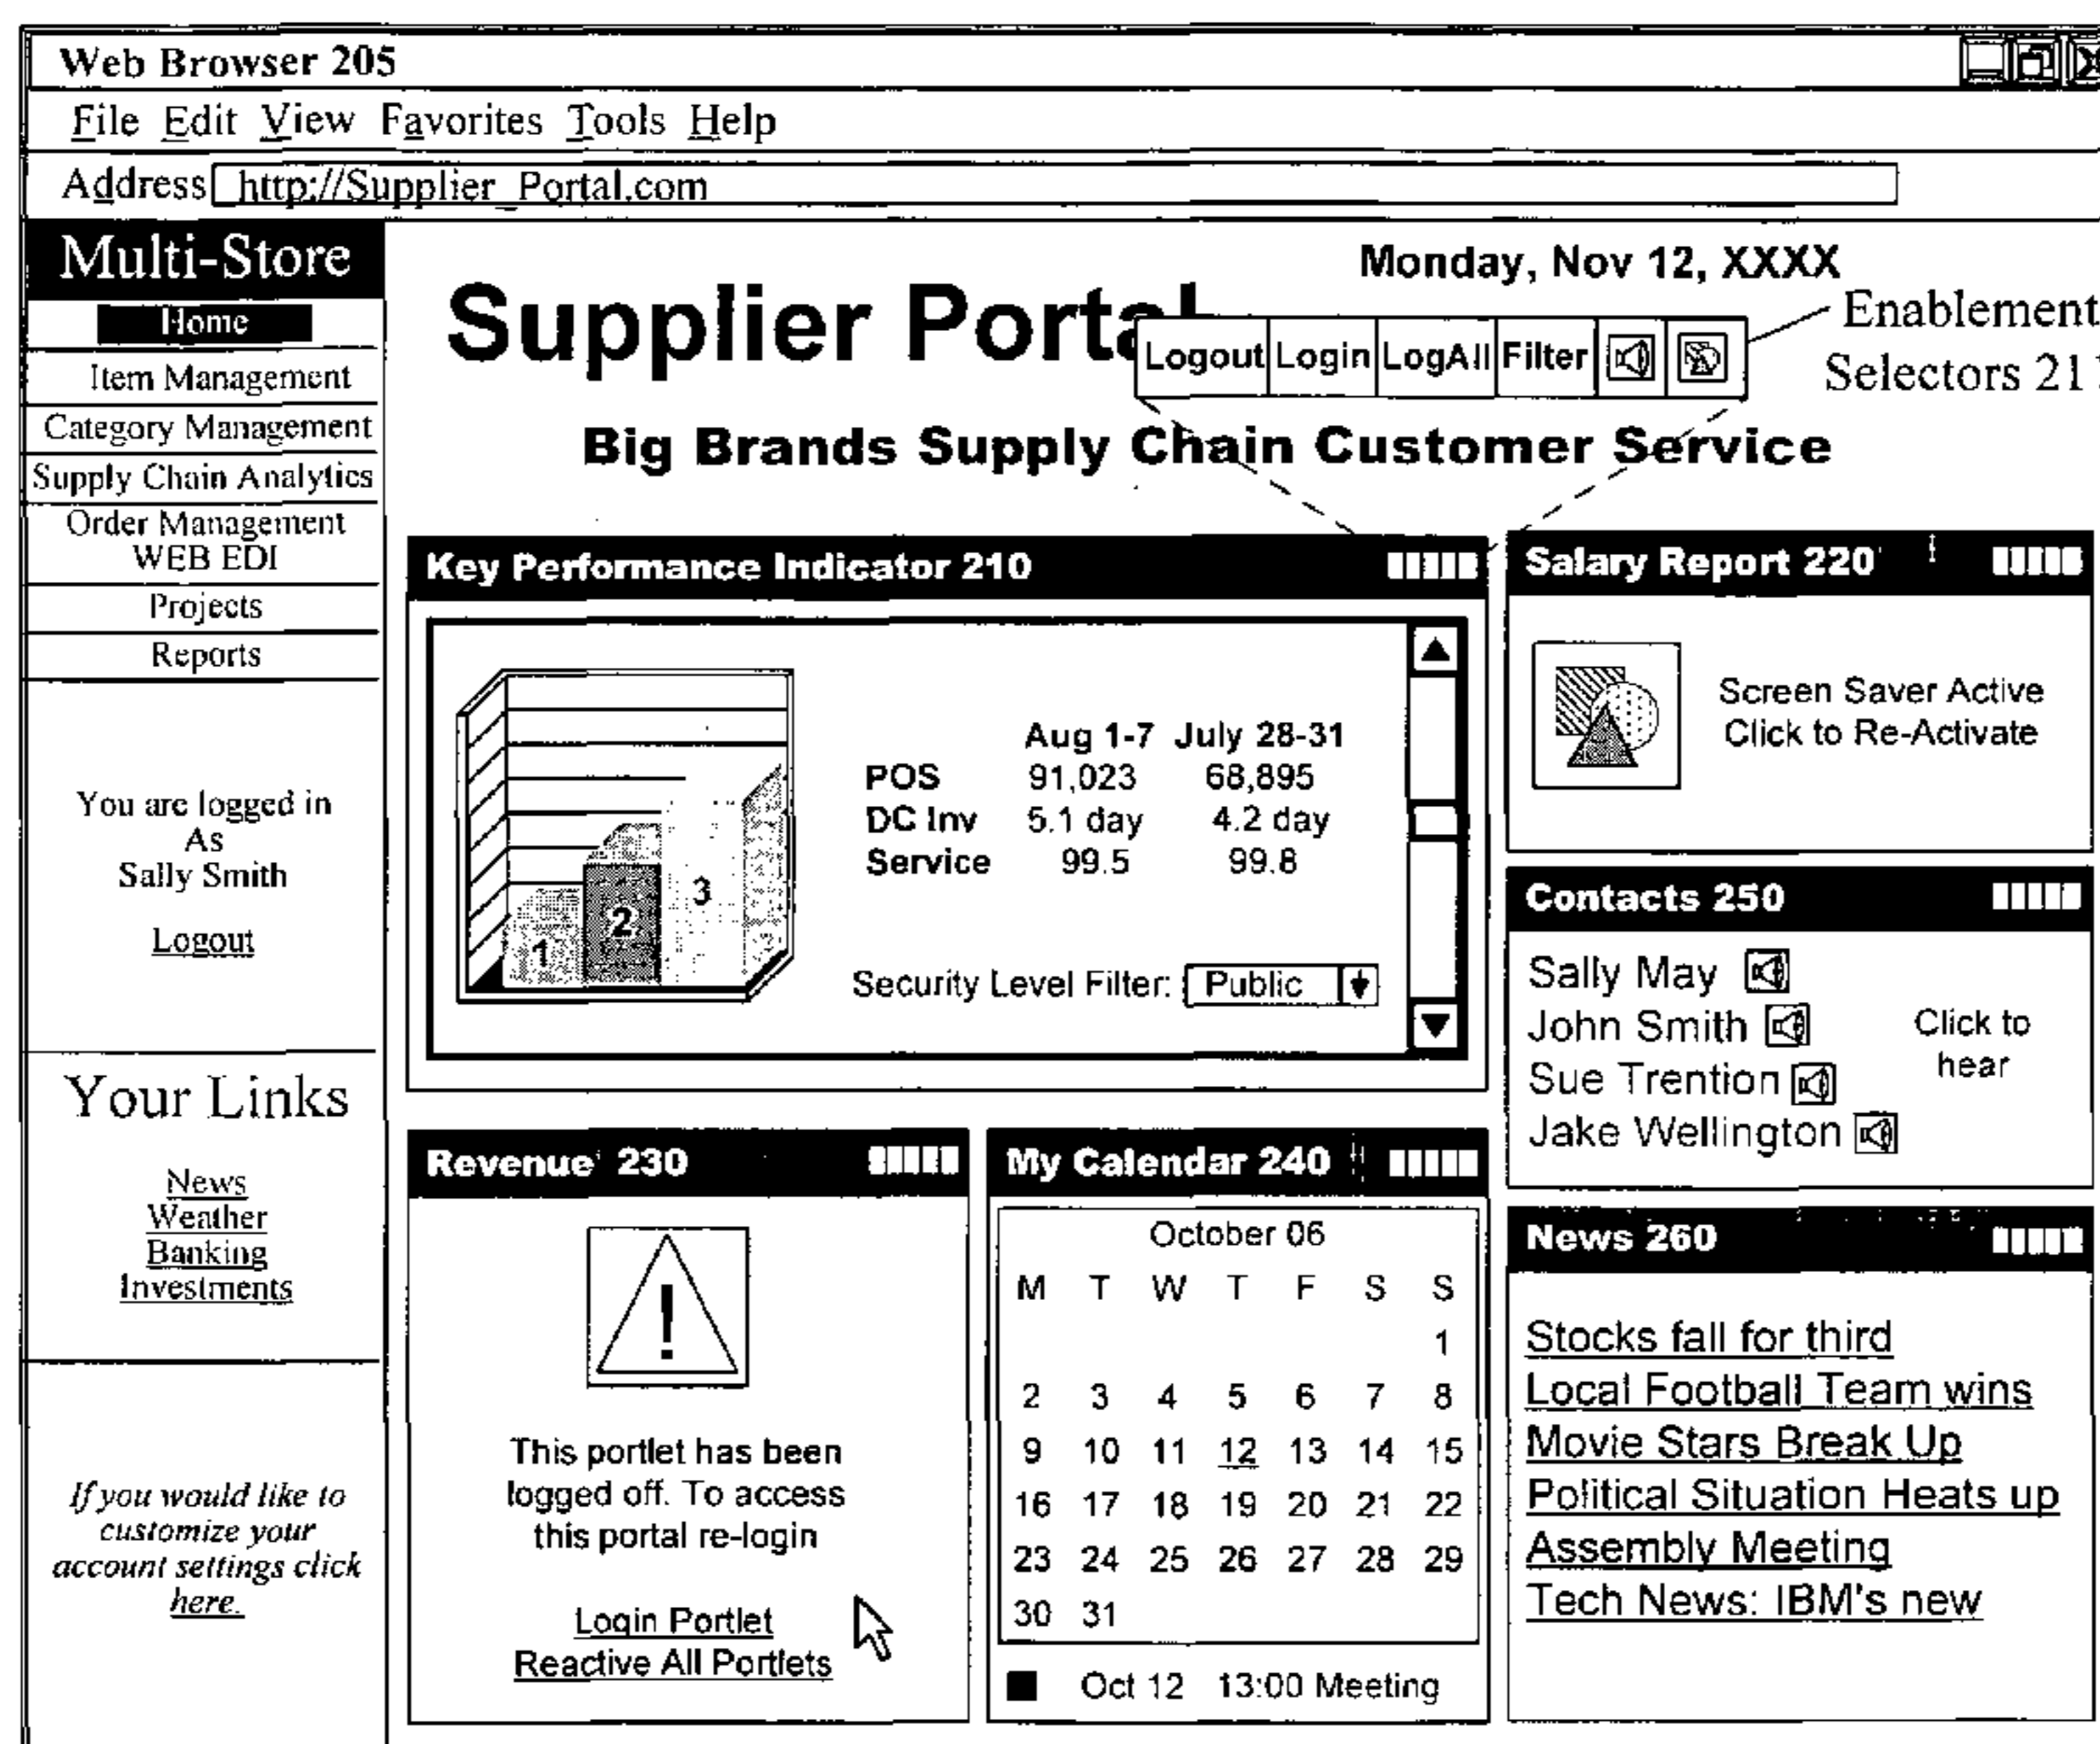 Web Browser 205
File Edit View Favorites Tools Help
Address http://Supplier_Portal.com
Multi-Store
Home
Item Management
Category Management
Supply Chain Analytics
Order Management
WEB EDI
Projects
Reports
You are logged in
As
Sally Smith
Logout
Your Links
News
Weather
Banking
Investments
If you would like to
customize your
account settings click
here.
Monday, Nov 12, XXXX
Supplier Portal
Logout Login LogAll Filter
Enablement
Selectors
Big Brands Supply Chain Customer Service
Key Performance Indicator 210
1 2 3
Aug 1-7 July 28-31
POS 91,023 68,895
DC Inv 5.1 day 4.2 day
Service 99.5 99.8
Security Level Filter: Public
Salary Report 220
Screen Saver Active
Click to Re-Activate
Contacts 250
Sally May
John Smith
Sue Trention
Jake Wellington
Click to
hear
Revenue 230
!
This portlet has been
logged off. To access
this portal re-login
Login Portlet
Reactive All Portlets
My Calendar 240
October 06
M T W T F S S
1
2 3 4 5 6 7 8
9 10 11 12 13 14 15
16 17 18 19 20 21 22
23 24 25 26 27 28 29
30 31
Oct 12 13:00 Meeting
News 260
Stocks fall for third
Local Football Team wins
Movie Stars Break Up
Political Situation Heats up
Assembly Meeting
Tech News: IBM's new